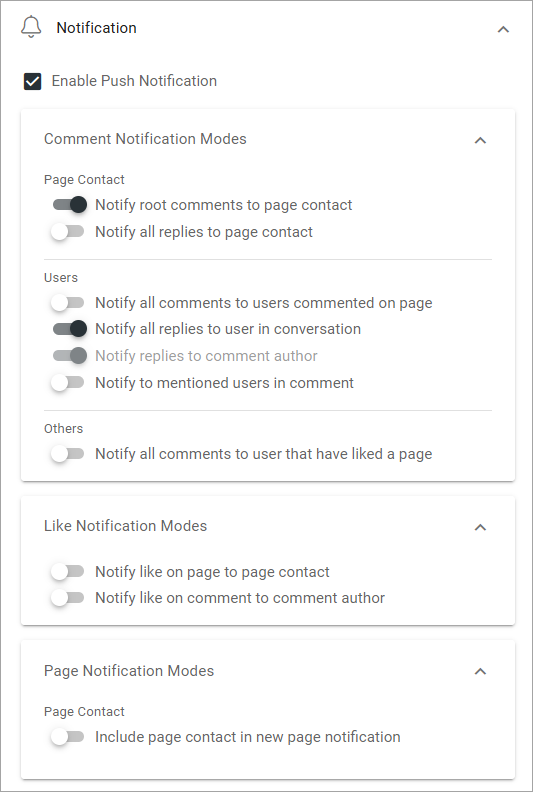 Notification
Enable Push Notification
Comment Notification Modes
Page Contact
Notify root comments to page contact
Notify all replies to page contact
Users
Notify all comments to users commented on page
Notify all replies to user in conversation
Notify replies to comment author
Notify to mentioned users in comment
Others
Notify all comments to user that have liked a page
Like Notification Modes
Notify like on page to page contact
Notify like on comment to comment author
Page Notification Modes
Page Contact
Include page contact in new page notification